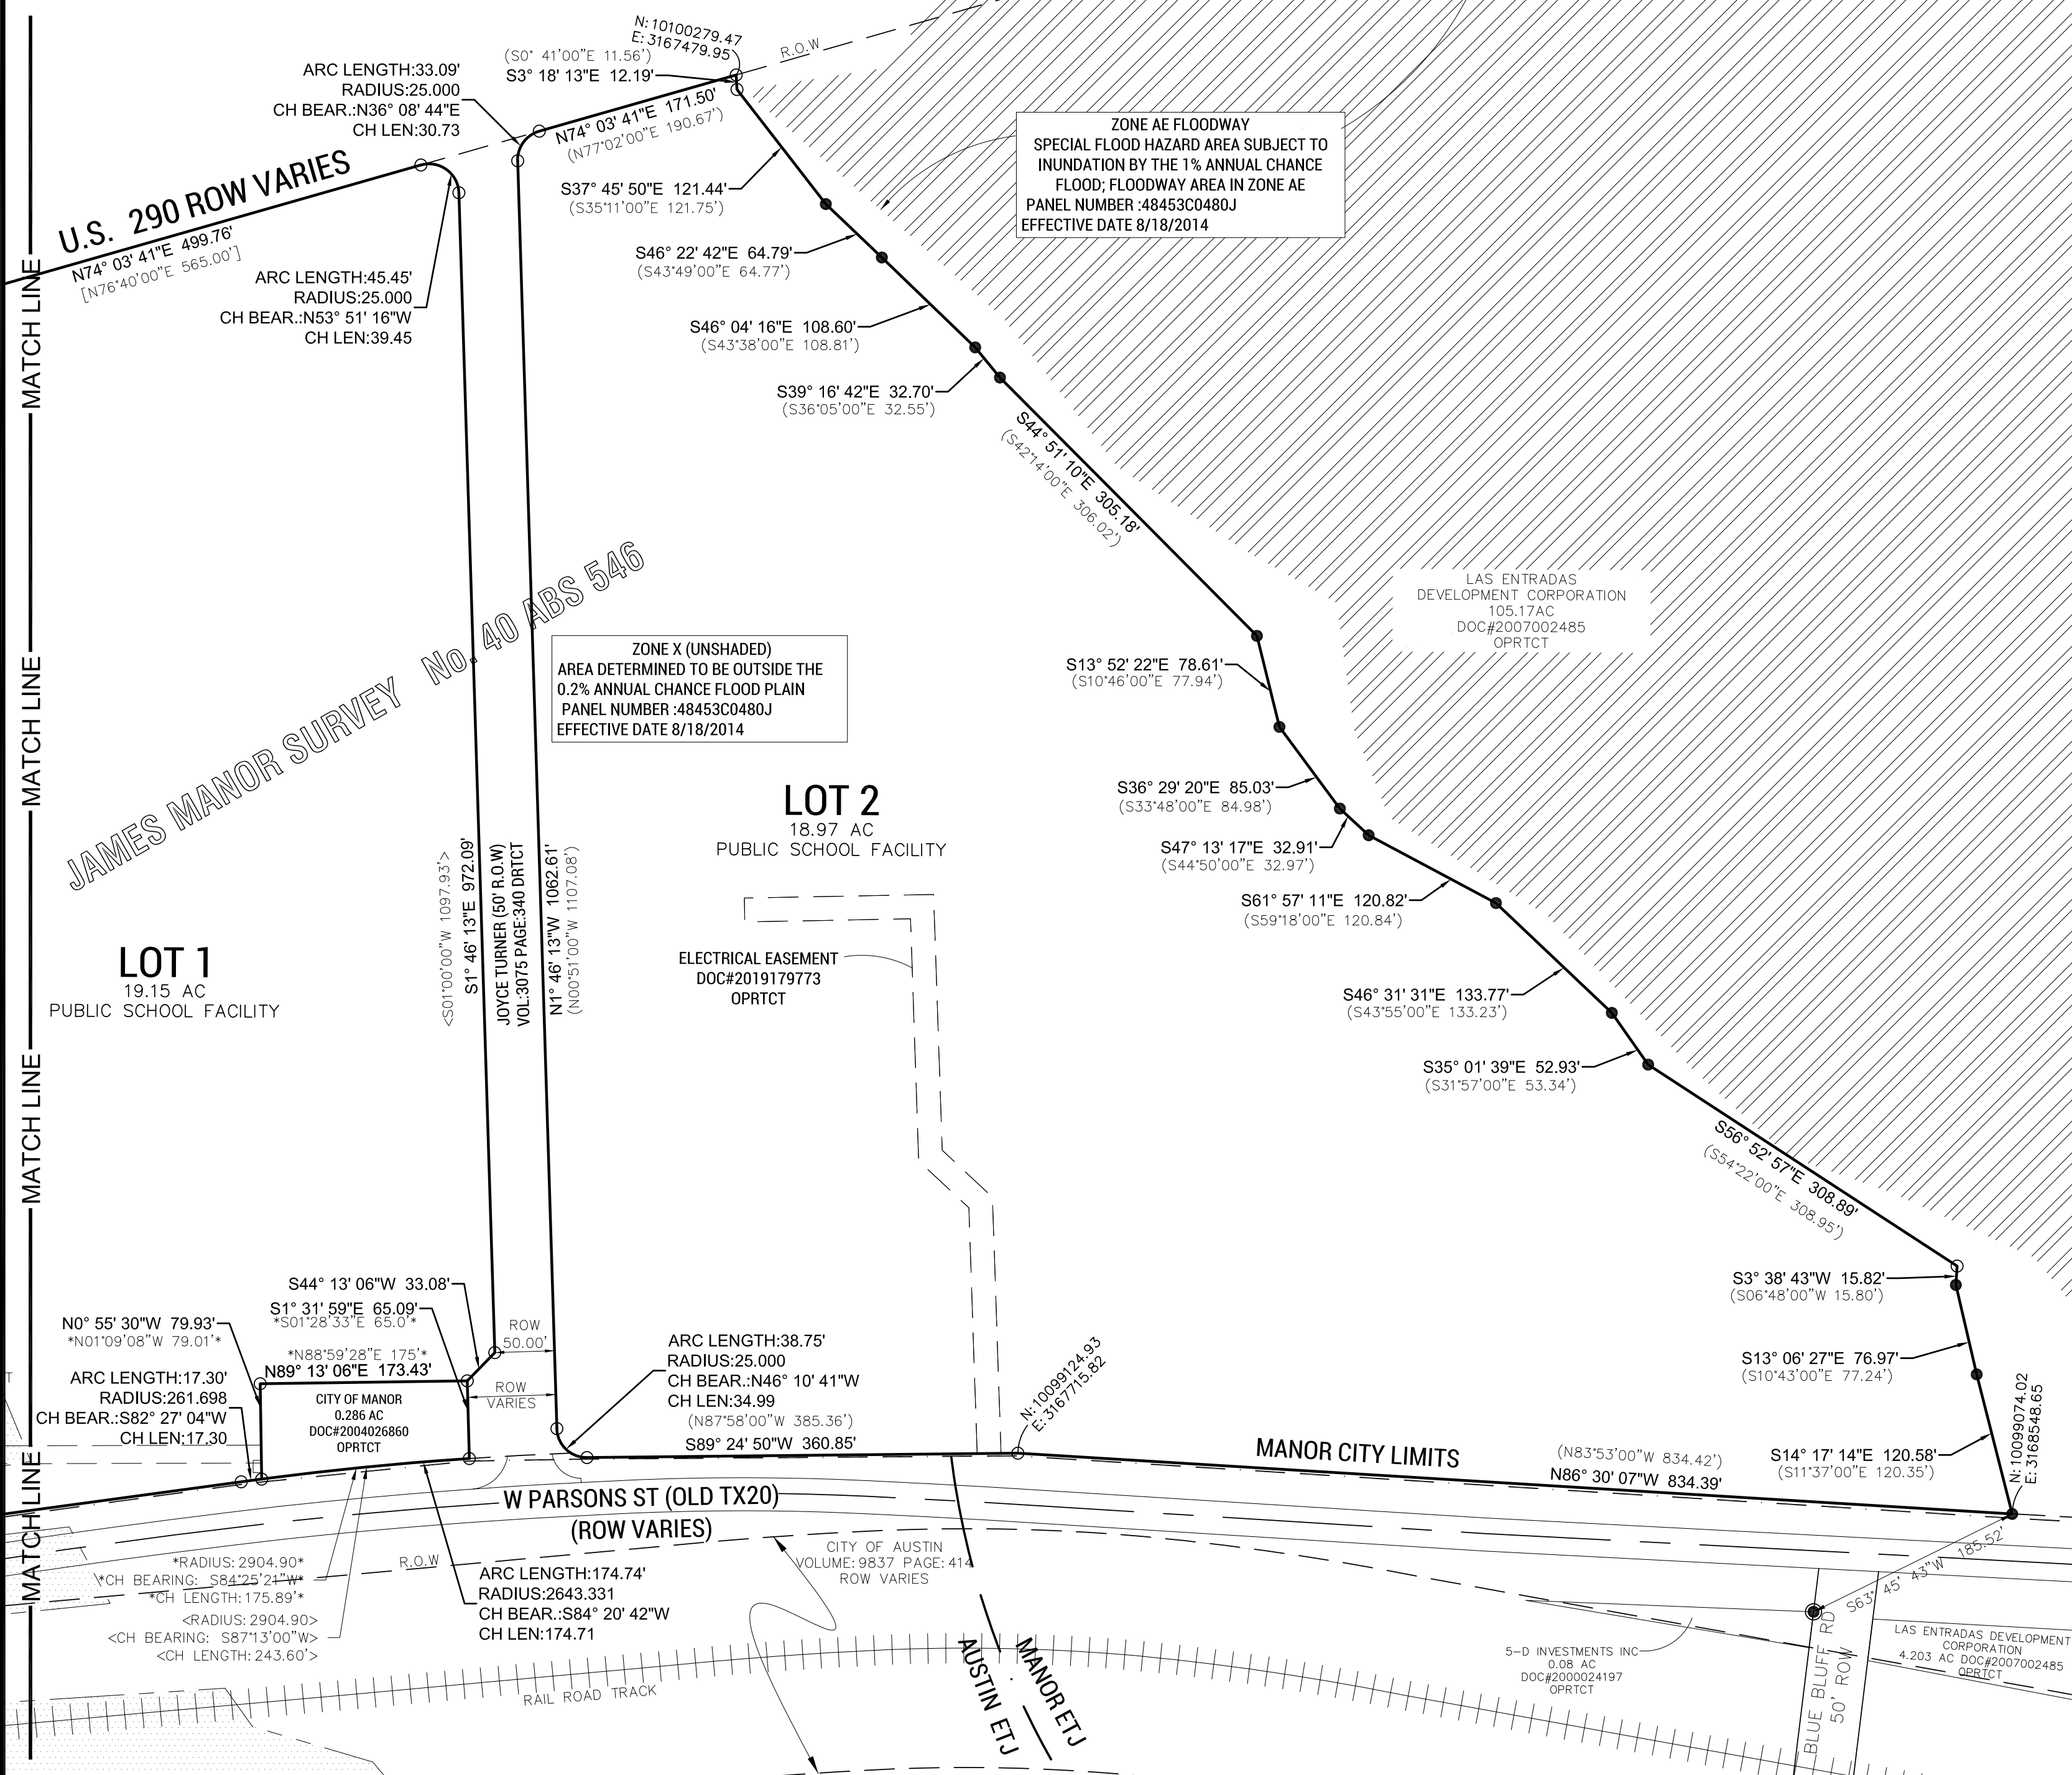 N: 10100279.47
E: 3167479.95
(S0° 41'00"E 11.56')
S3° 18' 13"E 12.19'
R.O.W
ARC LENGTH:33.09'
RADIUS:25.000
CH BEAR.:N36° 08' 44"E
CH LEN:30.73
N74° 03' 41"E 171.50'
(N77°02'00"E 190.67')
U.S. 290 ROW VARIES
N74° 03' 41"E 499.76'
[N76°40'00"E 565.00']
ARC LENGTH:45.45'
RADIUS:25.000
CH BEAR.:N53° 51' 16"W
CH LEN:39.45
ZONE AE FLOODWAY
SPECIAL FLOOD HAZARD AREA SUBJECT TO
INUNDATION BY THE 1% ANNUAL CHANCE
FLOOD; FLOODWAY AREA IN ZONE AE
PANEL NUMBER :48453C0480J
EFFECTIVE DATE 8/18/2014
S37° 45' 50"E 121.44'
(S35°11'00"E 121.75')
S46° 22' 42"E 64.79'
(S43°49'00"E 64.77')
S46° 04' 16"E 108.60'
(S43°38'00"E 108.81')
S39° 16' 42"E 32.70'
(S36°05'00"E 32.55')
S44° 51' 10"E 305.18'
(S42°14'00"E 306.02')
MATCH LINE
MATCH LINE
MATCH LINE
MATCH LINE
MATCH LINE
JAMES MANOR SURVEY No. 40 ABS 546
ZONE X (UNSHADED)
AREA DETERMINED TO BE OUTSIDE THE
0.2% ANNUAL CHANCE FLOOD PLAIN
PANEL NUMBER :48453C0480J
EFFECTIVE DATE 8/18/2014
LAS ENTRADAS
DEVELOPMENT CORPORATION
105.17AC
DOC#2007002485
OPRTCT
S13° 52' 22"E 78.61'
(S10°46'00"E 77.94')
LOT 2
18.97 AC
PUBLIC SCHOOL FACILITY
S36° 29' 20"E 85.03'
(S33°48'00"E 84.98')
S47° 13' 17"E 32.91'
(S44°50'00"E 32.97')
S61° 57' 11"E 120.82'
(S59°18'00"E 120.84')
<S01°00'00"W 1097.93'>
S1° 46' 13"E 972.09'
JOYCE TURNER (50' R.O.W)
VOL:3075 PAGE:340 DRTCT
N1° 46' 13"W 1062.61'
(N00°51'00"W 1107.08')
LOT 1
19.15 AC
PUBLIC SCHOOL FACILITY
ELECTRICAL EASEMENT
DOC#2019179773
OPRTCT
S46° 31' 31"E 133.77'
(S43°55'00"E 133.23')
S35° 01' 39"E 52.93'
(S31°57'00"E 53.34')
S56° 52' 57"E 308.89'
(S54°22'00"E 308.95')
S3° 38' 43"W 15.82'
(S06°48'00"W 15.80')
S13° 06' 27"E 76.97'
(S10°43'00"E 77.24')
S14° 17' 14"E 120.58'
(S11°37'00"E 120.35')
N: 10099074.02
E: 3168548.65
S44° 13' 06"W 33.08'
S1° 31' 59"E 65.09'
*S01°28'33"E 65.0'*
N0° 55' 30"W 79.93'
*N01°09'08"W 79.01'*
*N88°59'28"E 175'*
N89° 13' 06"E 173.43'
ARC LENGTH:17.30'
RADIUS:261.698
CH BEAR.:S82° 27' 04"W
CH LEN:17.30
CITY OF MANOR
0.286 AC
DOC#2004026860
OPRTCT
ROW
50.00'
ROW
VARIES
ARC LENGTH:38.75'
RADIUS:25.000
CH BEAR.:N46° 10' 41"W
CH LEN:34.99
(N87°58'00"W 385.36')
S89° 24' 50"W 360.85'
N: 10099124.93
E: 3167715.82
MANOR CITY LIMITS
(N83°53'00"W 834.42')
N86° 30' 07"W 834.39'
W PARSONS ST (OLD TX20)
(ROW VARIES)
T
*RADIUS: 2904.90*
*CH BEARING: S84°25'21"W*
*CH LENGTH: 175.89'*
<RADIUS: 2904.90>
<CH BEARING: S87°13'00"W>
<CH LENGTH: 243.60'>
R.O.W
ARC LENGTH:174.74'
RADIUS:2643.331
CH BEAR.:S84° 20' 42"W
CH LEN:174.71
CITY OF AUSTIN
VOLUME: 9837 PAGE: 414
ROW VARIES
S63° 45' 43"W 185.52'
AUSTIN ETJ
MANOR ETJ
RAIL ROAD TRACK
5-D INVESTMENTS INC
0.08 AC
DOC#2000024197
OPRTCT
BLUE BLUFF RD
50' ROW
LAS ENTRADAS DEVELOPMENT
CORPORATION
4.203 AC DOC#2007002485
OPRTCT